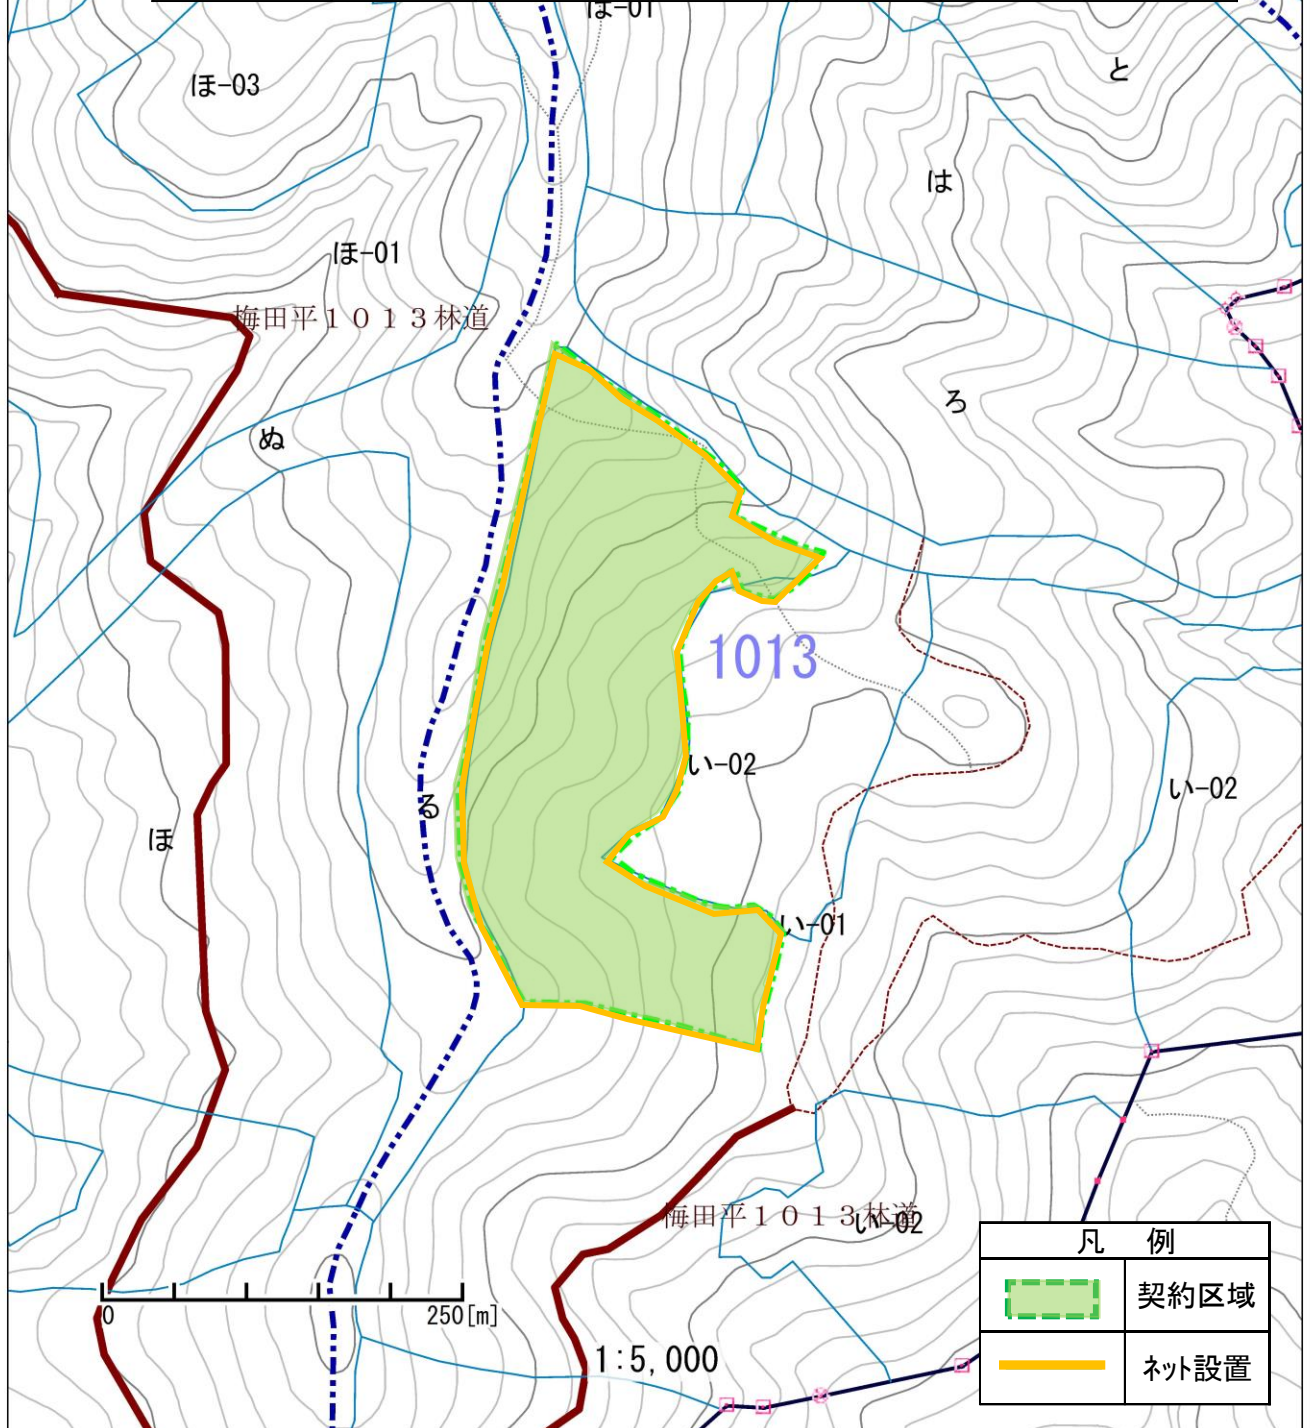 ほ-01
と
ほ-03
は
ほ-01
梅田平１０１３林道
ろ
ぬ
1013
い-02
い-02
る
ほ
い-01
梅田平１０１３林道
い-02
凡 例
契約区域
ネット設置
0
250[m]
1:5,000